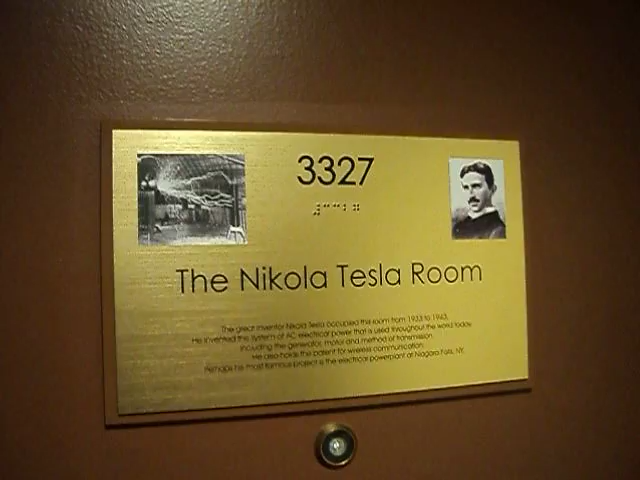 3327
The Nikola Tesla Room
The great inventor Nikola Tesla occupied this room from 1933 to 1943.
He invented the system of AC electrical power that is used throughout the world today
including the generator, motor and method of transmission.
He also holds the patent for wireless communication.
Perhaps he most famous project is the electrical powerplant at Niagara Falls, NY.